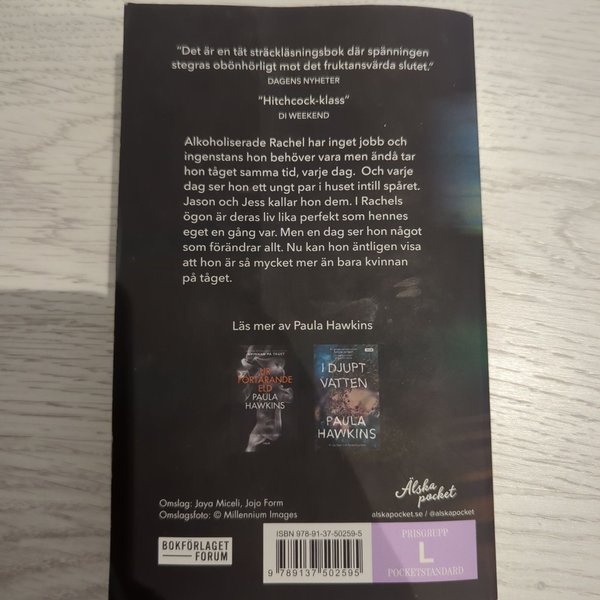 ”Det är en tät sträckläsningsbok där spänningen
stegras obönhörligt mot det fruktansvärda slutet.”
DAGENS NYHETER
”Hitchcock-klass”
DI WEEKEND
Alkoholiserade Rachel har inget jobb och
ingenstans hon behöver vara men ändå tar
hon tåget samma tid, varje dag. Och varje
dag ser hon ett ungt par i huset intill spåret.
Jason och Jess kallar hon dem. I Rachels
ögon är deras liv lika perfekt som hennes
eget en gång var. Men en dag ser hon något
som förändrar allt. Nu kan hon äntligen visa
att hon är så mycket mer än bara kvinnan
på tåget.
Läs mer av Paula Hawkins
UR
FÖRTÄRANDE
ELD
PAULA
HAWKINS
I DJUPT
VATTEN
PAULA
HAWKINS
Älska
pocket
alskapocket.se / @alskapocket
Omslag: Jaya Miceli, Jojo Form
Omslagsfoto: © Millennium Images
BOKFÖRLAGET
FORUM
ISBN 978-91-37-50259-5
9 789137 502595
PRISGRUPP
L
POCKETSTANDARD